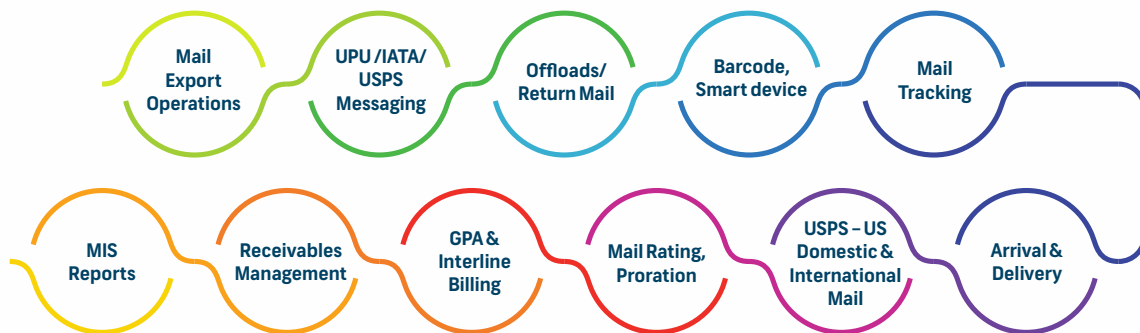 Mail
Export
Operations
UPU /IATA/
USPS
Messaging
Offloads/
Return Mail
Barcode,
Smart device
Mail
Tracking
MIS
Reports
Receivables
Management
GPA &
Interline
Billing
Mail Rating,
Proration
USPS – US
Domestic &
International
Mail
Arrival &
Delivery